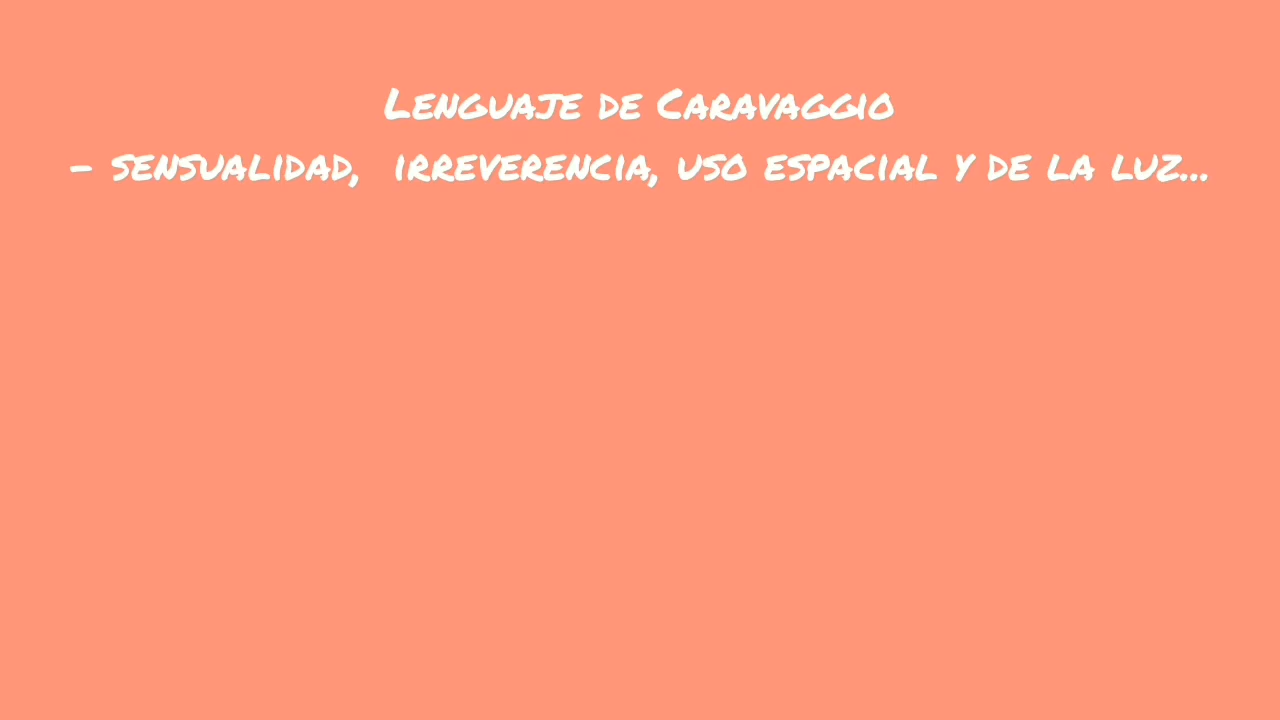 Lenguaje de Caravaggio
- sensualidad,  irreverencia, uso espacial y de la luz...